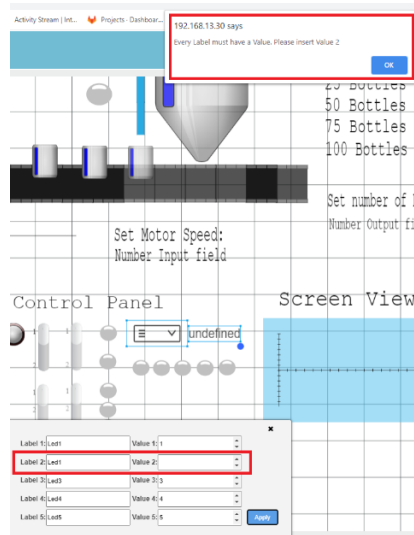 Activity Stream | Int...
Projects - Dashboar...
192.168.13.30 says
Every Label must have a Value. Please insert Value 2
OK
25 Bottles
50 Bottles
75 Bottles
100 Bottles
Set number of
Number Output fi
Set Motor Speed:
Number Input field
Control Panel
Screen View
undefined
Label 1: Led1 Value 1: 1
Label 2: Led1 Value 2:
Label 3: Led3 Value 3: 3
Label 4: Led4 Value 4: 4
Label 5: Led5 Value 5: 5
Apply